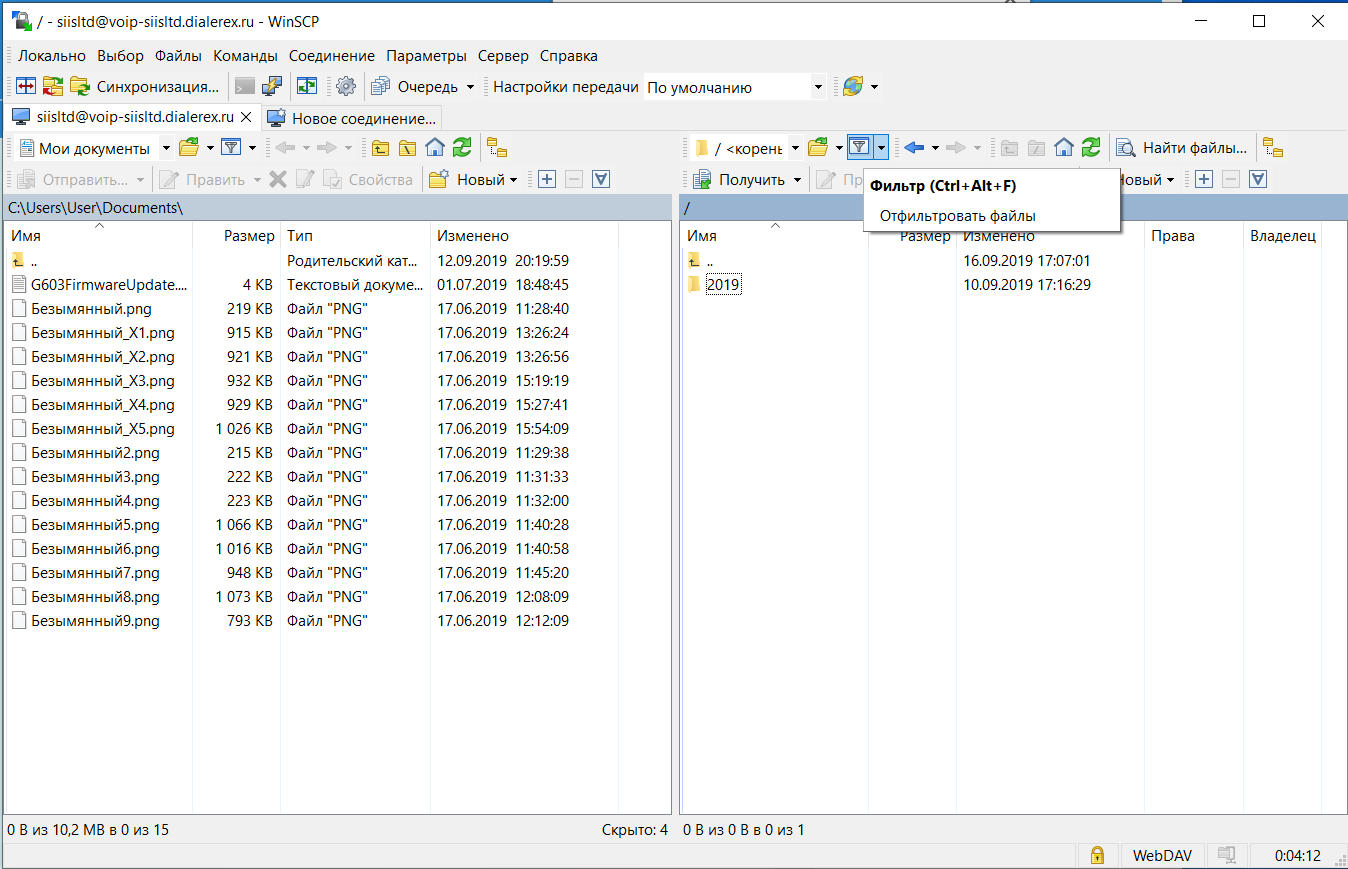 / - siisltd@voip-siisltd.dialerex.ru - WinSCP
Локально Выбор Файлы Команды Соединение Параметры Сервер Справка
Синхронизация... Очередь Настройки передачи По умолчанию
siisltd@voip-siisltd.dialerex.ru Новое соединение...
Мои документы / <корень Найти файлы...
Отправить... Править Свойства Новый Получить
Фильтр (Ctrl+Alt+F)
Отфильтровать файлы
C:\Users\User\Documents\ /
Имя Размер Тип Изменено Имя Размер Изменено Права Владелец
.. Родительский кат... 12.09.2019 20:19:59 .. 16.09.2019 17:07:01
G603FirmwareUpdate.... 4 KB Текстовый докуме... 01.07.2019 18:48:45 2019 10.09.2019 17:16:29
Безымянный.png 219 KB Файл "PNG" 17.06.2019 11:28:40
Безымянный_X1.png 915 KB Файл "PNG" 17.06.2019 13:26:24
Безымянный_X2.png 921 KB Файл "PNG" 17.06.2019 13:26:56
Безымянный_X3.png 932 KB Файл "PNG" 17.06.2019 15:19:19
Безымянный_X4.png 929 KB Файл "PNG" 17.06.2019 15:27:41
Безымянный_X5.png 1 026 KB Файл "PNG" 17.06.2019 15:54:09
Безымянный2.png 215 KB Файл "PNG" 17.06.2019 11:29:38
Безымянный3.png 222 KB Файл "PNG" 17.06.2019 11:31:33
Безымянный4.png 223 KB Файл "PNG" 17.06.2019 11:32:00
Безымянный5.png 1 066 KB Файл "PNG" 17.06.2019 11:40:28
Безымянный6.png 1 016 KB Файл "PNG" 17.06.2019 11:40:58
Безымянный7.png 948 KB Файл "PNG" 17.06.2019 11:45:20
Безымянный8.png 1 073 KB Файл "PNG" 17.06.2019 12:08:09
Безымянный9.png 793 KB Файл "PNG" 17.06.2019 12:12:09
0 B из 10,2 MB в 0 из 15 Скрыто: 4 0 B из 0 B в 0 из 1
WebDAV 0:04:12